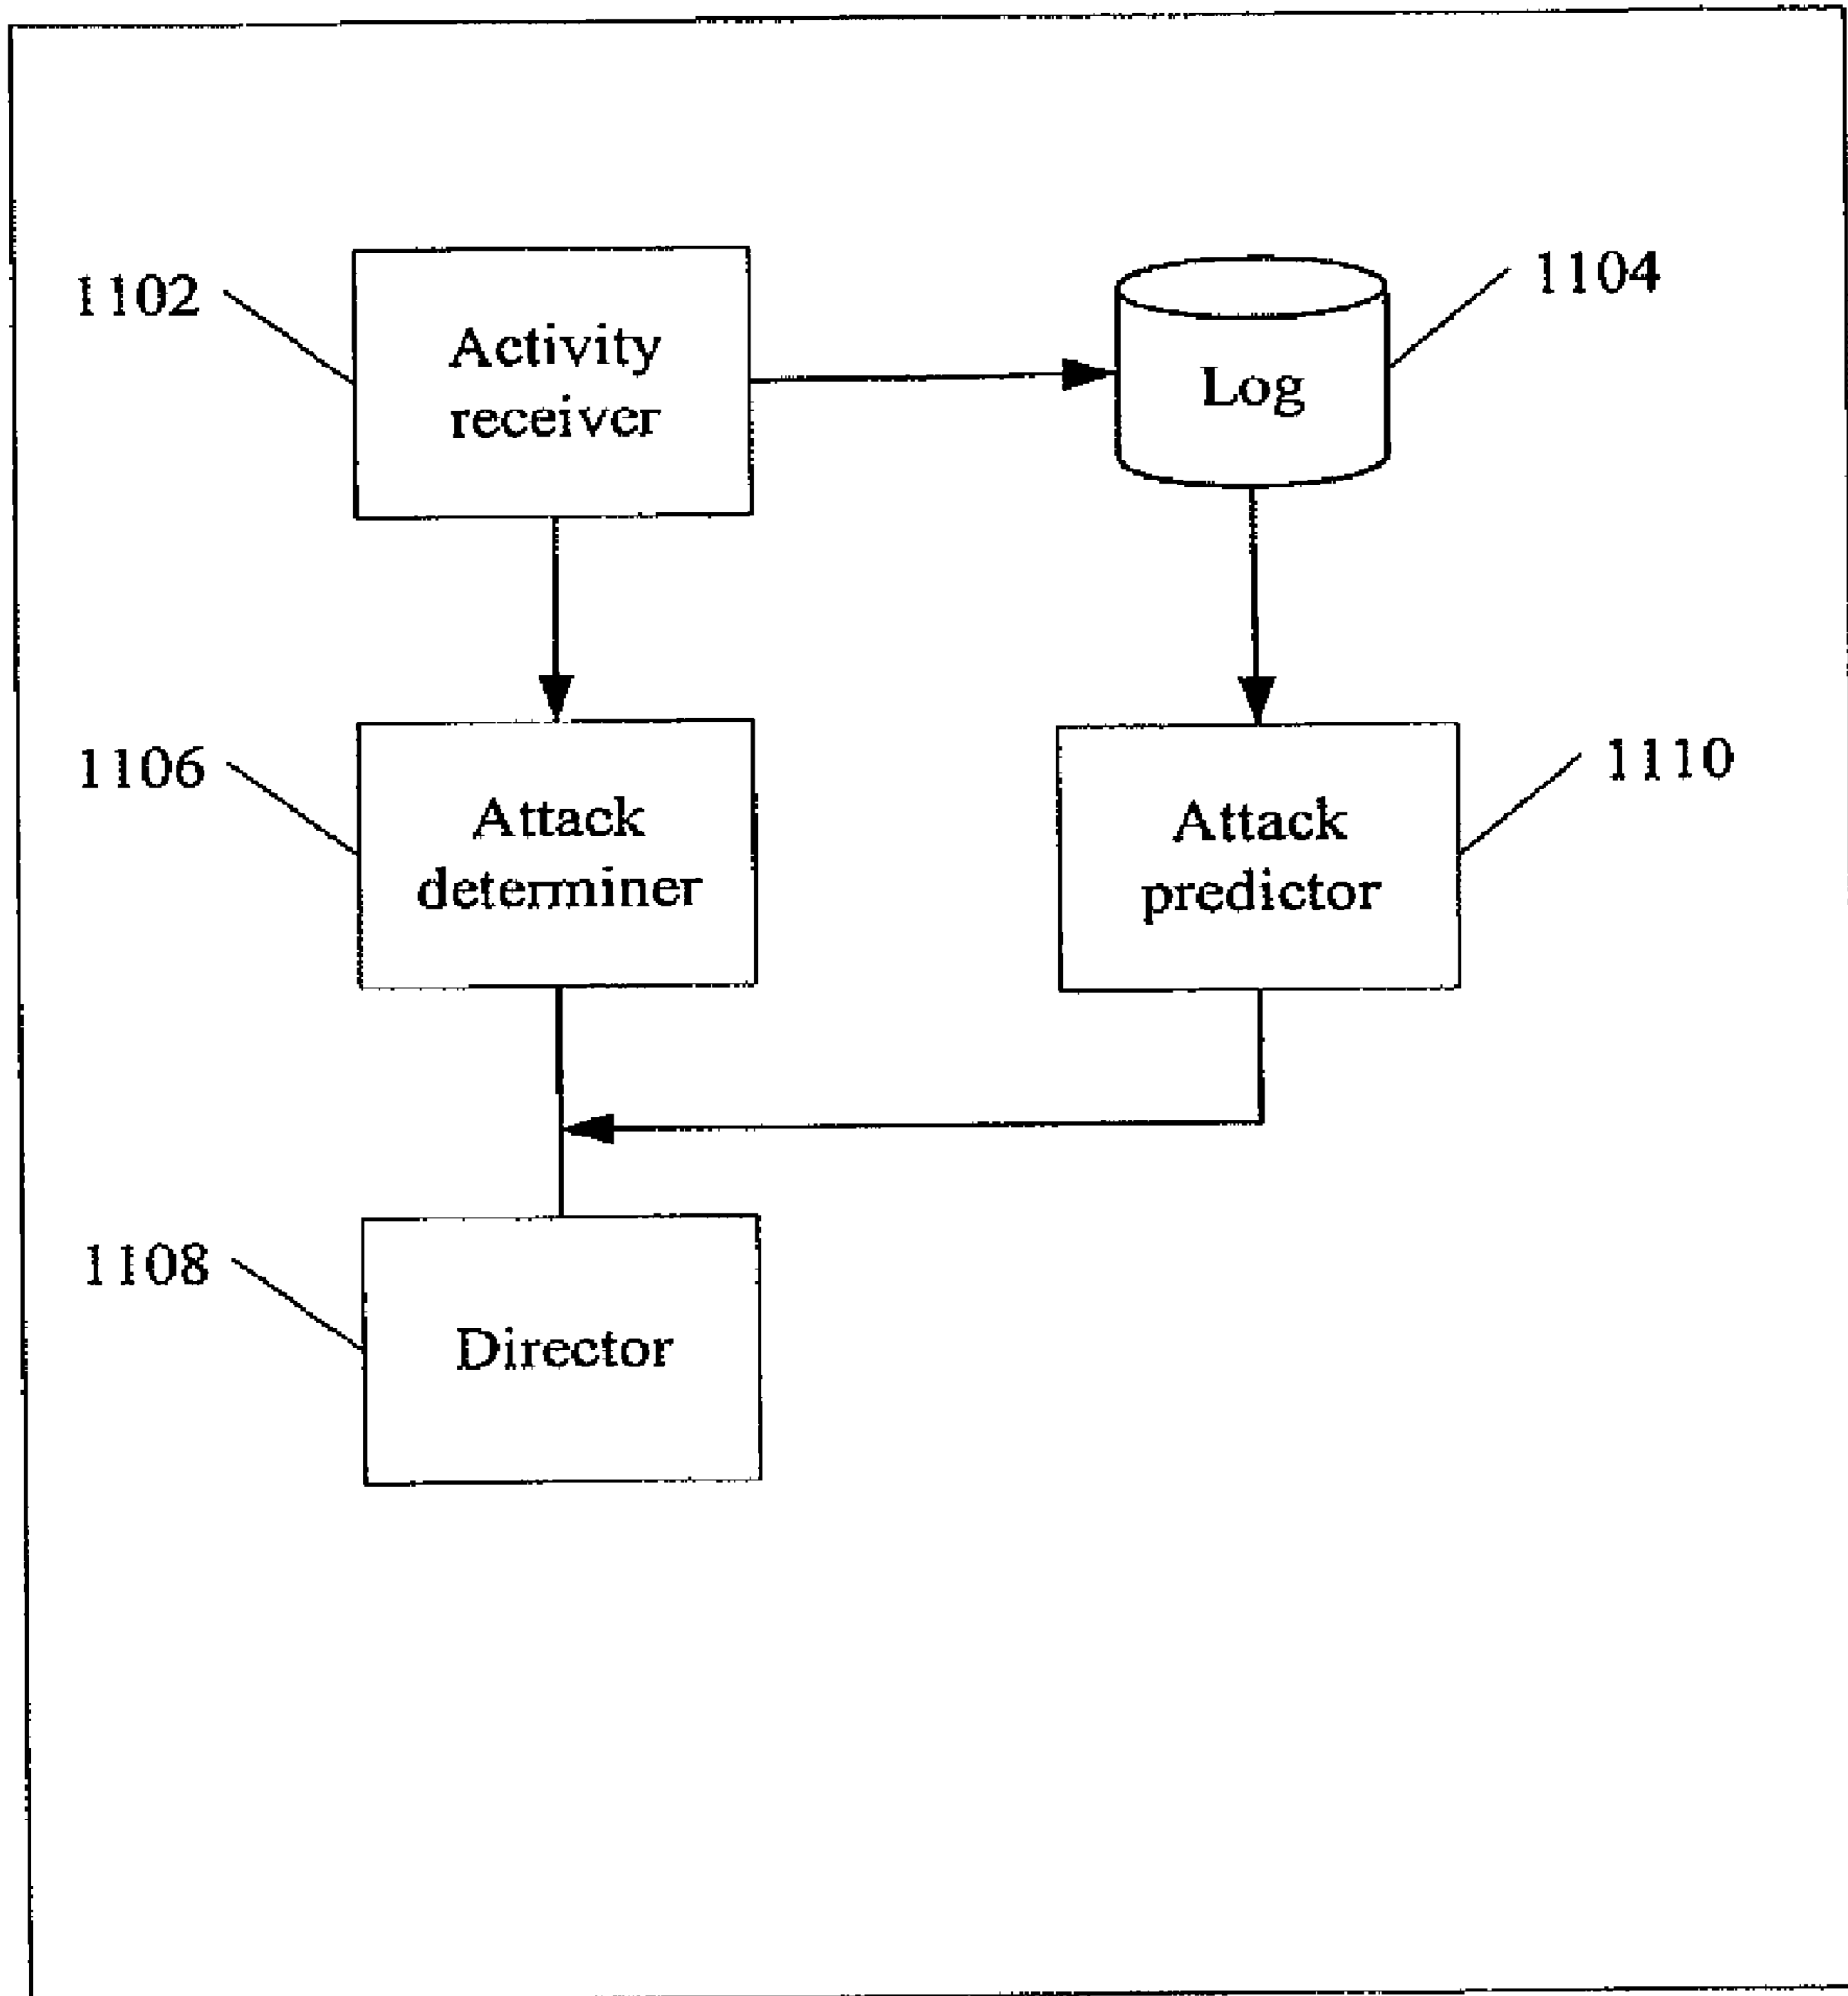 1102
Activity
receiver
Log
1104
1106
Attack
determiner
Attack
predictor
1110
1108
Director